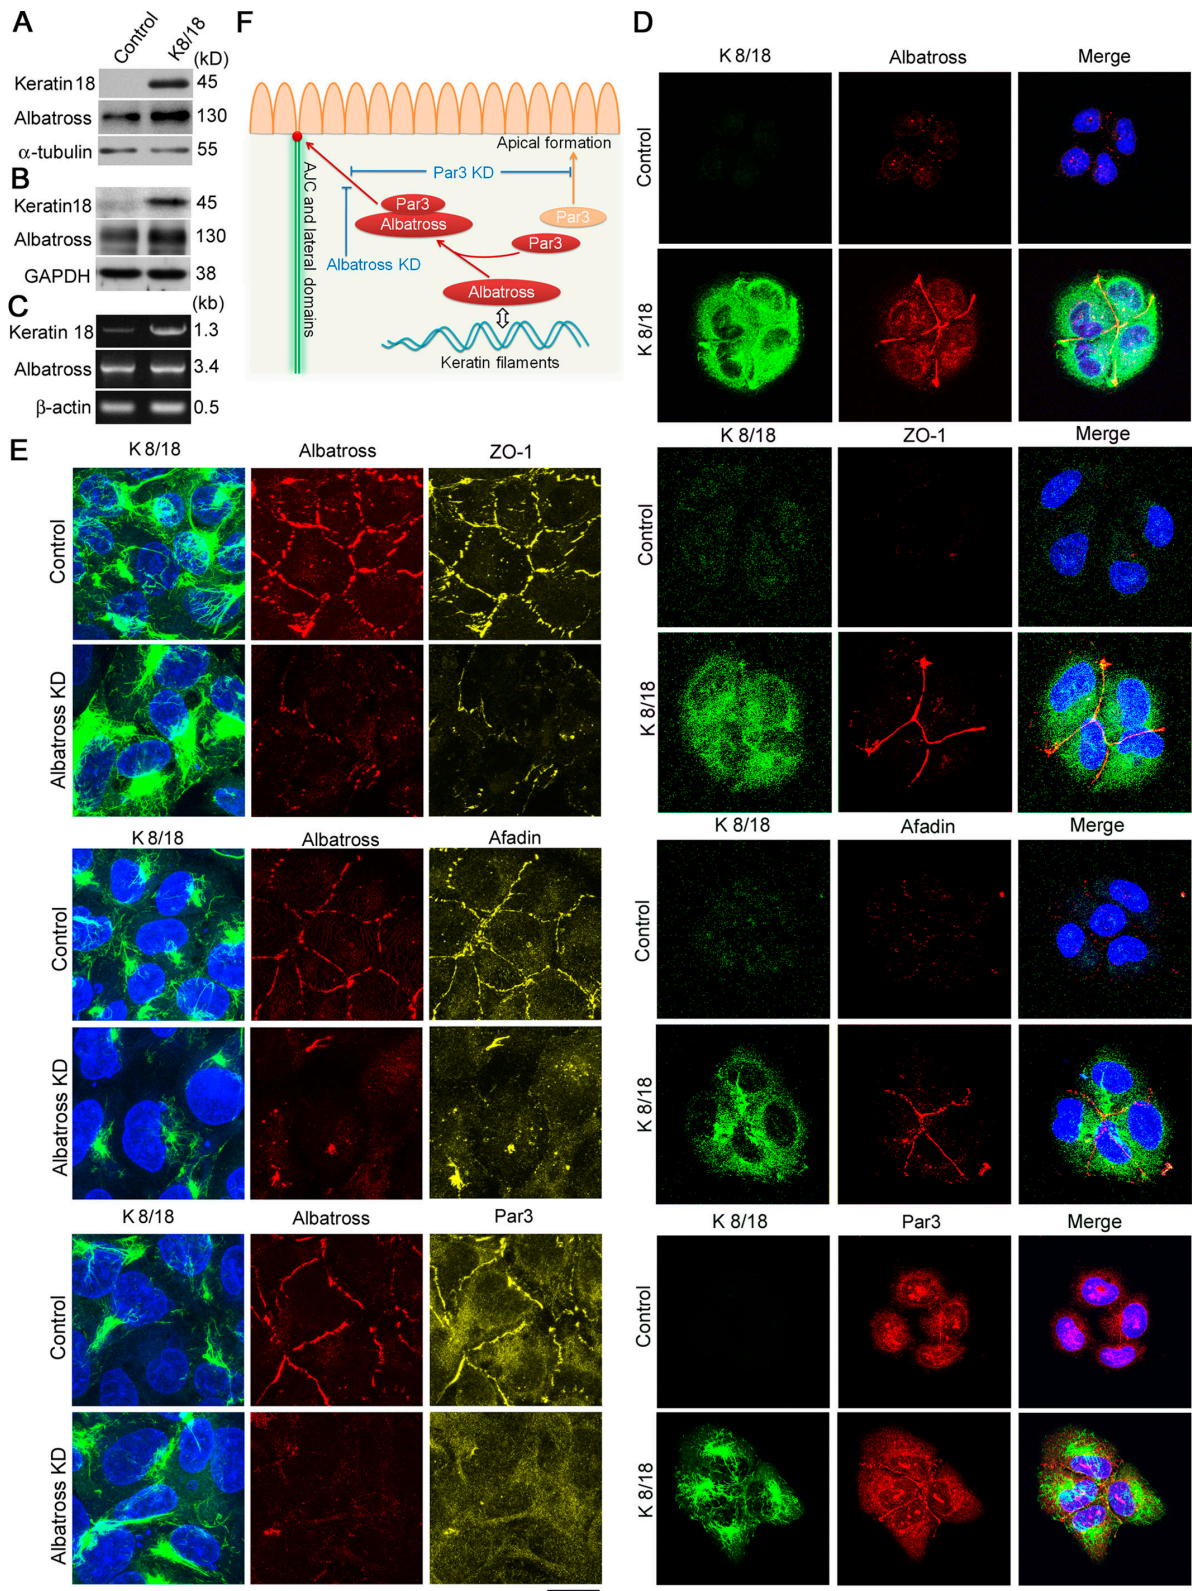 A
Control
K8/18
(kD)
Keratin 18
45
Albatross
130
α-tubulin
55
B
Keratin18
45
Albatross
130
GAPDH
38
C
(kb)
Keratin 18
1.3
Albatross
3.4
β-actin
0.5
F
Apical formation
Par3 KD
Par3
Par3
Albatross
Par3
Albatross KD
Albatross
AJC and lateral domains
Keratin filaments
D
K 8/18
Albatross
Merge
Control
K 8/18
K 8/18
ZO-1
Merge
Control
K 8/18
K 8/18
Afadin
Merge
Control
K 8/18
K 8/18
Par3
Merge
Control
K 8/18
E
K 8/18
Albatross
ZO-1
Control
Albatross KD
K 8/18
Albatross
Afadin
Control
Albatross KD
K 8/18
Albatross
Par3
Control
Albatross KD